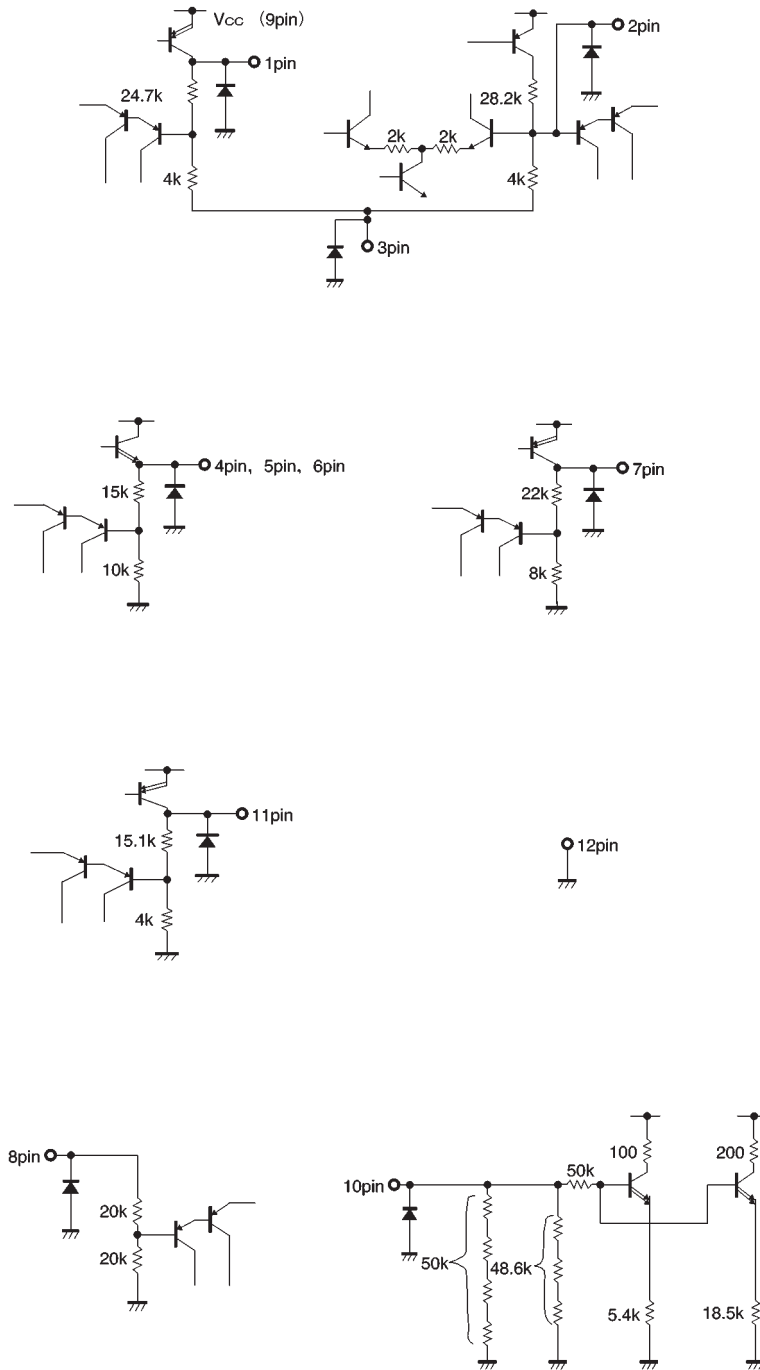 VCC (9pin)
1pin
24.7k
4k
2k
2k
28.2k
4k
2pin
3pin
4pin, 5pin, 6pin
15k
10k
7pin
22k
8k
11pin
15.1k
4k
12pin
8pin
20k
20k
10pin
50k
50k
48.6k
100
200
5.4k
18.5k